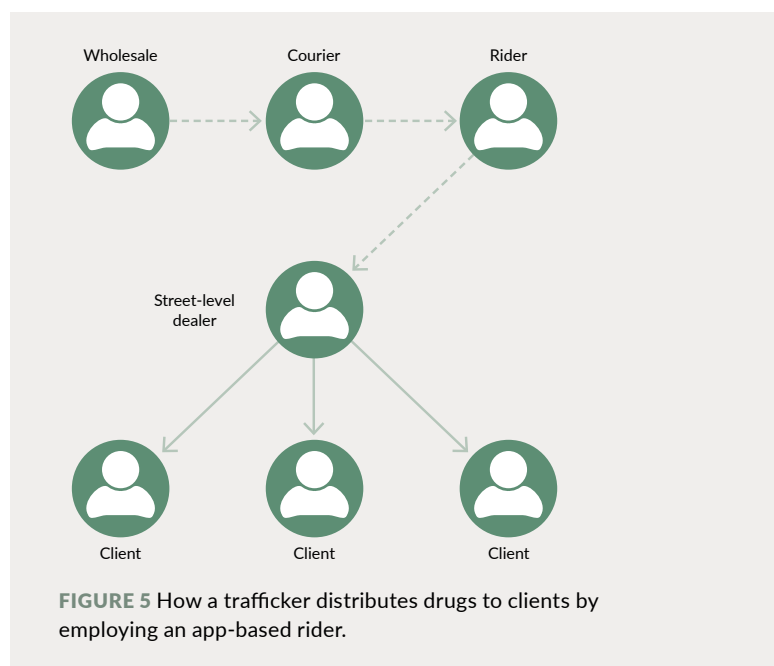 Wholesale
Courier
Rider
Street-level
dealer
Client
Client
Client
FIGURE 5 How a trafficker distributes drugs to clients by
employing an app-based rider.